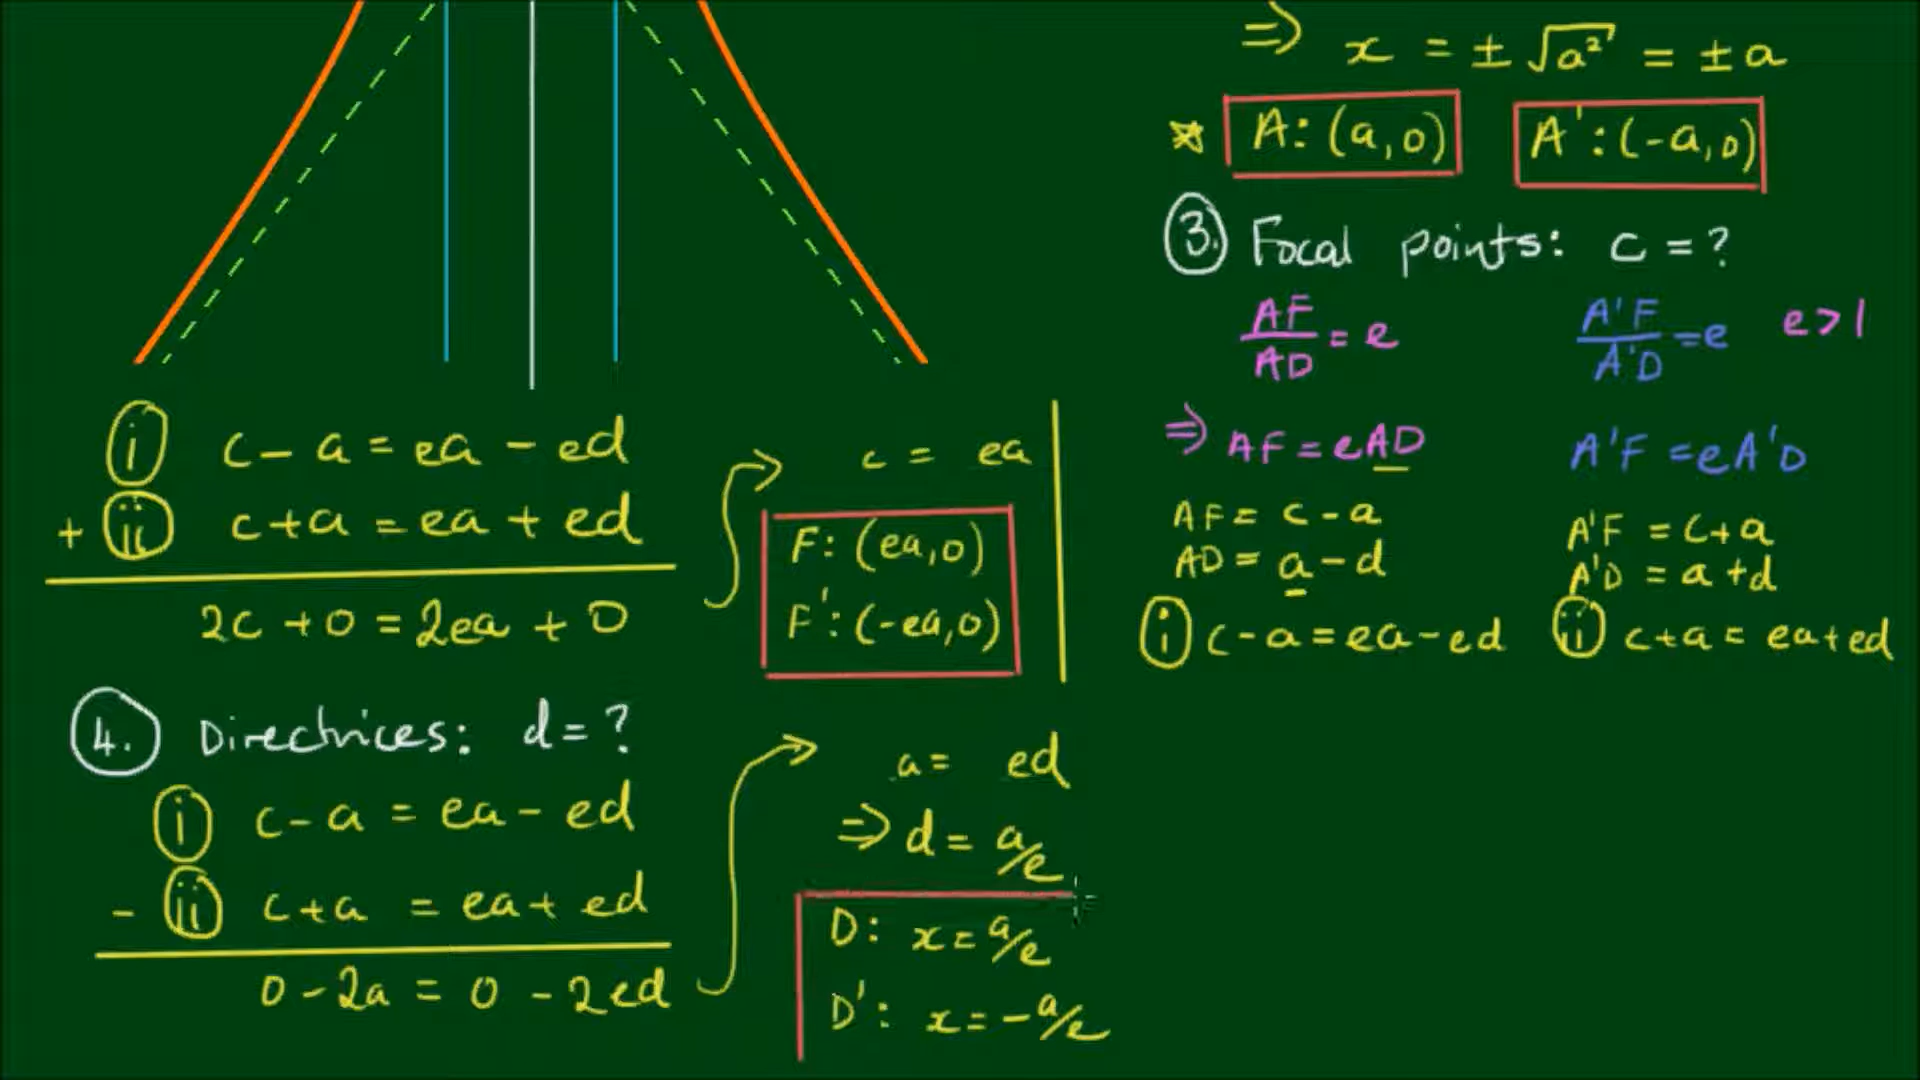 ⇒ x = ±√a² = ±a
A: (a,0) A': (-a,0)
3. Focal points: c = ?
AF/AD = e A'F/A'D = e e > 1
⇒ AF = eAD A'F = eA'D
AF = c - a A'F = c + a
AD = a - d A'D = a + d
i c - a = ea - ed ii c + a = ea + ed
i c - a = ea - ed
+ ii c + a = ea + ed
2c + 0 = 2ea + 0
c = ea
F: (ea,0)
F': (-ea,0)
4. Directrices: d = ?
i c - a = ea - ed
- ii c + a = ea + ed
0 - 2a = 0 - 2ed
a = ed
⇒ d = a/e
D: x = a/e
D': x = -a/e